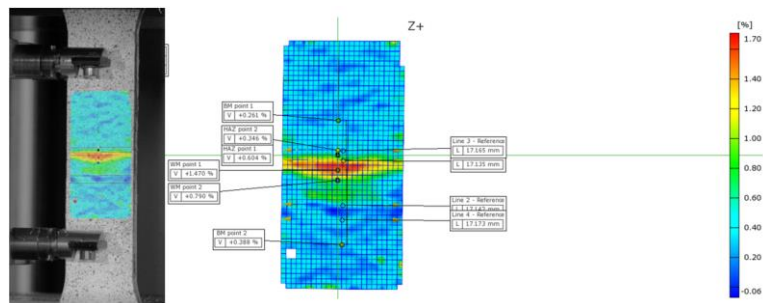 Z+
[%]
1.70
1.40
1.20
1.00
0.80
0.60
0.40
0.20
-0.06
BM point 1
V +0.261 %
HAZ point 2
V +0.346 %
HAZ point 1
V +0.604 %
WM point 1
V +1.470 %
WM point 2
V +0.790 %
BM point 2
V +0.288 %
Line 3 - Reference
L 17.165 mm
L 17.135 mm
Line 2 - Reference
Line 4 - Reference
L 17.173 mm